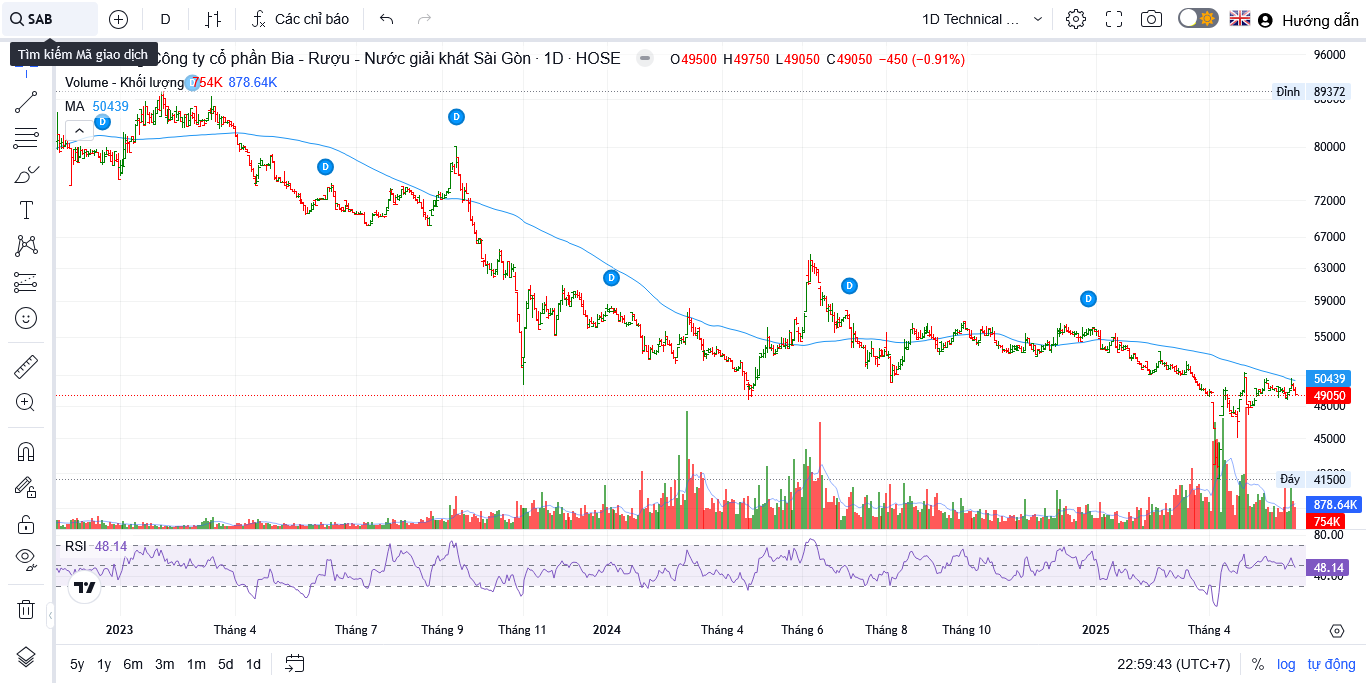 SAB D Các chỉ báo 1D Technical ... Hướng dẫn
Tìm kiếm Mã giao dịch
Công ty cổ phần Bia - Rượu - Nước giải khát Sài Gòn · 1D · HOSE O49500 H49750 L49050 C49050 −450 (−0.91%)
Volume - Khối lượng 754K 878.64K
MA 50439
D
D
D
D
D
D
96000
Đỉnh 89372
80000
72000
67000
63000
59000
55000
50439
49050
48000
45000
Đáy 41500
878.64K
754K
80.00
RSI 48.14
48.14
40.00
2023 Tháng 4 Tháng 7 Tháng 9 Tháng 11 2024 Tháng 4 Tháng 6 Tháng 8 Tháng 10 2025 Tháng 4
5y 1y 6m 3m 1m 5d 1d 22:59:43 (UTC+7) % log tự động